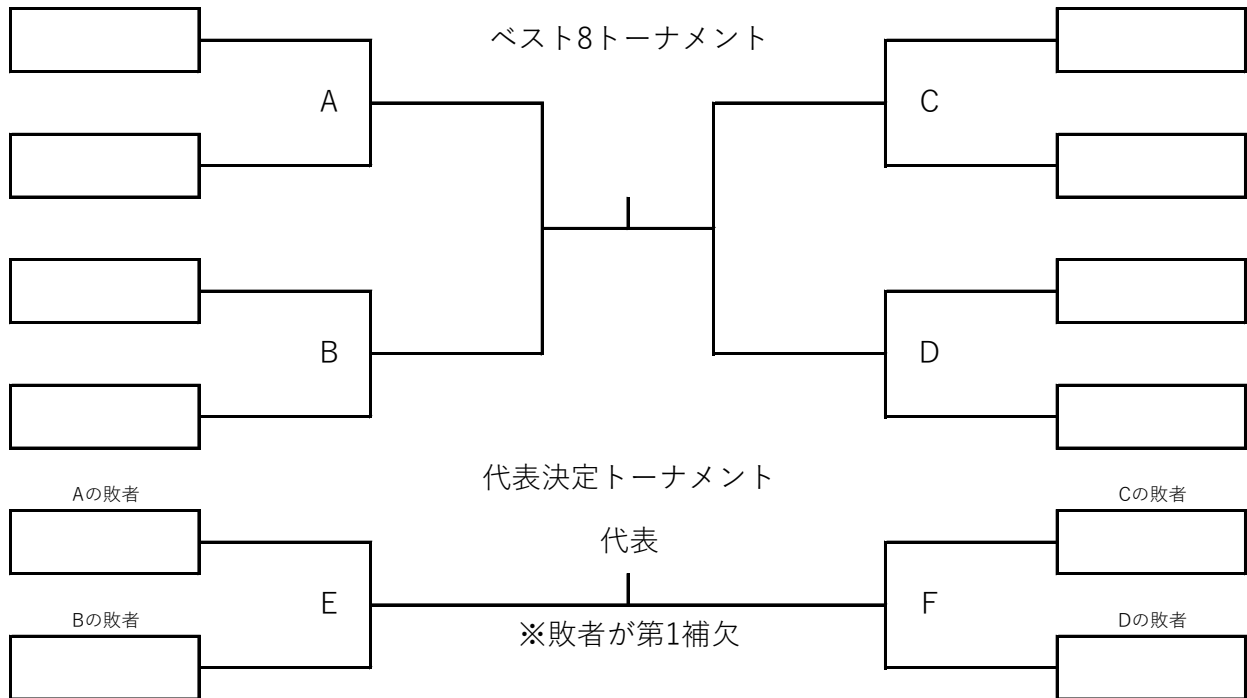 ベスト8トーナメント
A
C
B
D
代表決定トーナメント
Aの敗者
Cの敗者
代表
E
F
Bの敗者
※敗者が第1補欠
Dの敗者